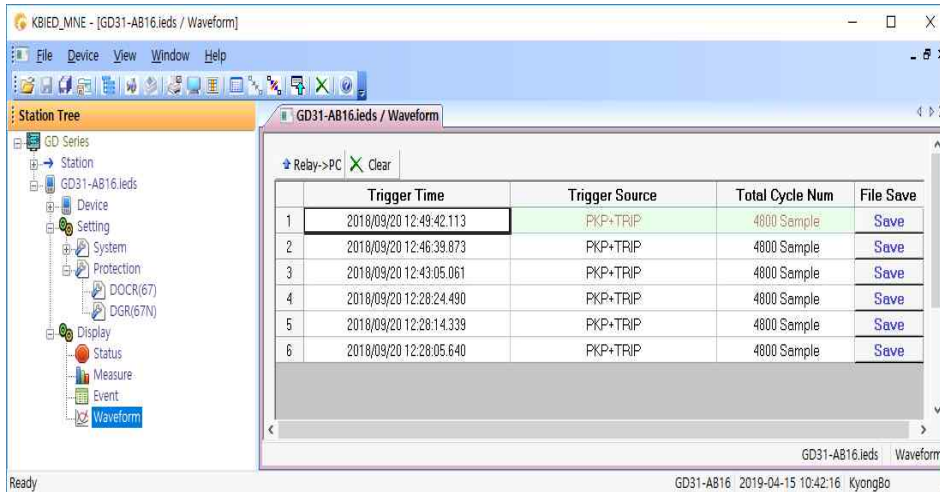 KBIED_MNE - [GD31-AB16.ieds / Waveform]
File Device View Window Help
Station Tree
GD31-AB16.ieds / Waveform
GD Series
Station
GD31-AB16.ieds
Device
Setting
System
Protection
DOCR(67)
DGR(67N)
Display
Status
Measure
Event
Waveform
Relay->PC Clear
Trigger Time Trigger Source Total Cycle Num File Save
1 2018/09/20 12:49:42.113 PKP+TRIP 4800 Sample Save
2 2018/09/20 12:46:39.873 PKP+TRIP 4800 Sample Save
3 2018/09/20 12:43:05.061 PKP+TRIP 4800 Sample Save
4 2018/09/20 12:28:24.490 PKP+TRIP 4800 Sample Save
5 2018/09/20 12:28:14.339 PKP+TRIP 4800 Sample Save
6 2018/09/20 12:28:05.640 PKP+TRIP 4800 Sample Save
GD31-AB16.ieds Waveform
Ready GD31-AB16 2019-04-15 10:42:16 KyongBo